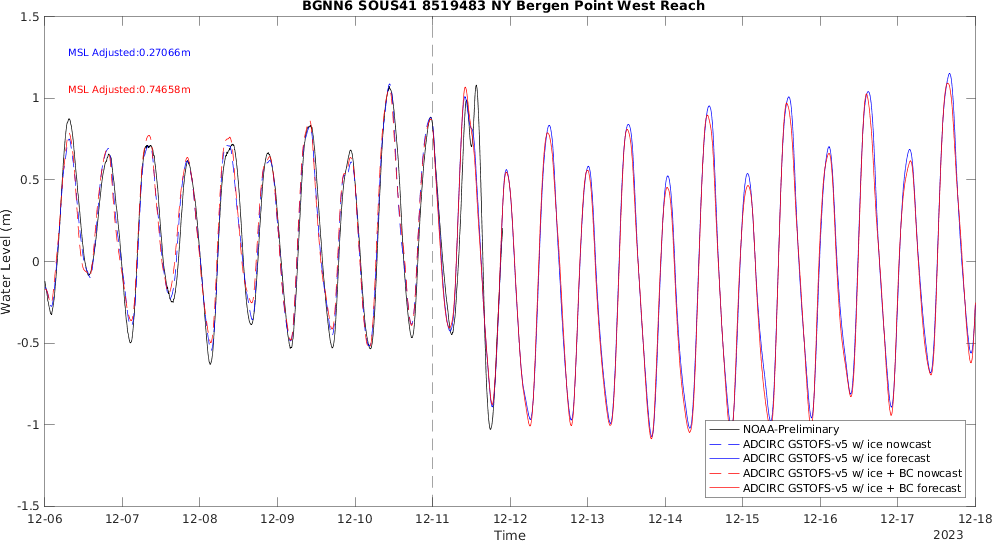 BGNN6 SOUS41 8519483 NY Bergen Point West Reach
1.5
1
0.5
0
-0.5
-1
-1.5
Water Level (m)
MSL Adjusted:0.27066m
MSL Adjusted:0.74658m
NOAA-Preliminary
ADCIRC GSTOFS-v5 w/ ice nowcast
ADCIRC GSTOFS-v5 w/ ice forecast
ADCIRC GSTOFS-v5 w/ ice + BC nowcast
ADCIRC GSTOFS-v5 w/ ice + BC forecast
12-06 12-07 12-08 12-09 12-10 12-11 12-12 12-13 12-14 12-15 12-16 12-17 12-18
Time
2023